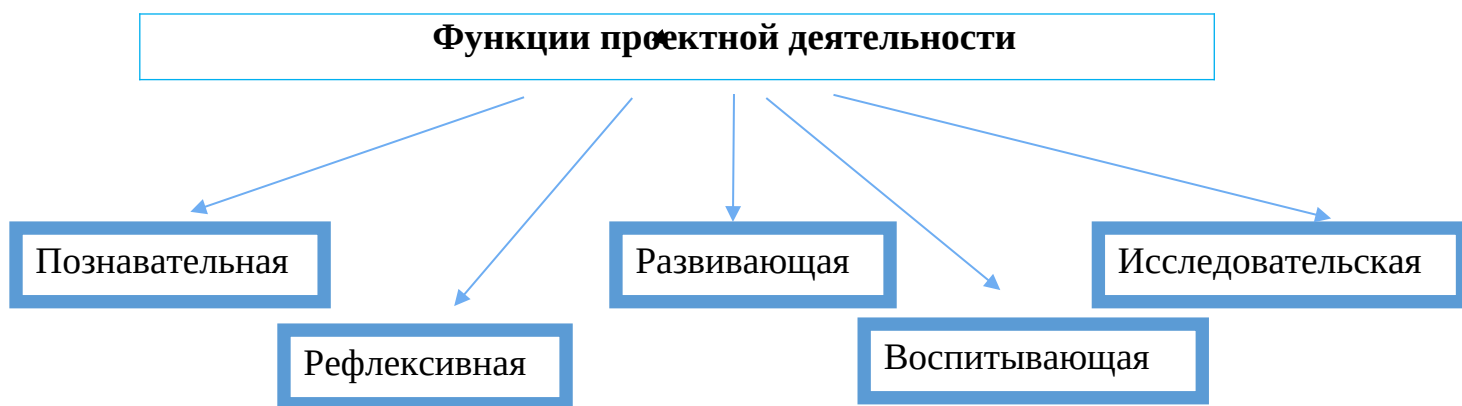 Функции проектной деятельности
Познавательная
Развивающая
Исследовательская
Рефлексивная
Воспитывающая